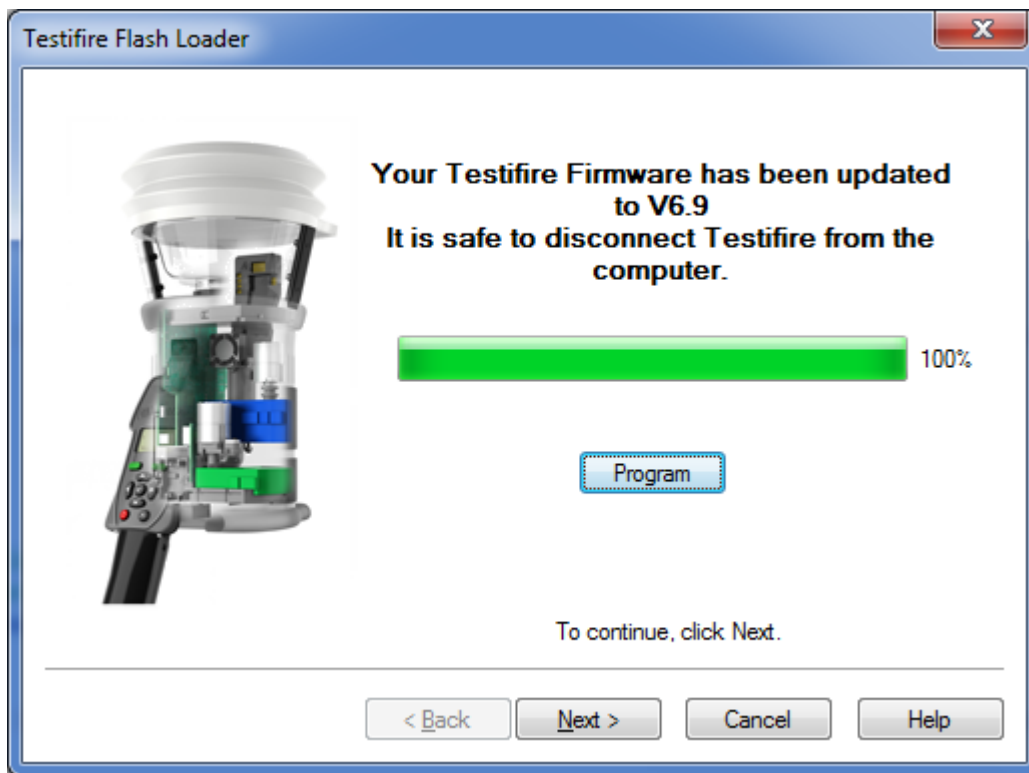 Testifire Flash Loader
Your Testifire Firmware has been updated
to V6.9
It is safe to disconnect Testifire from the
computer.
100%
Program
To continue, click Next.
< Back
Next >
Cancel
Help